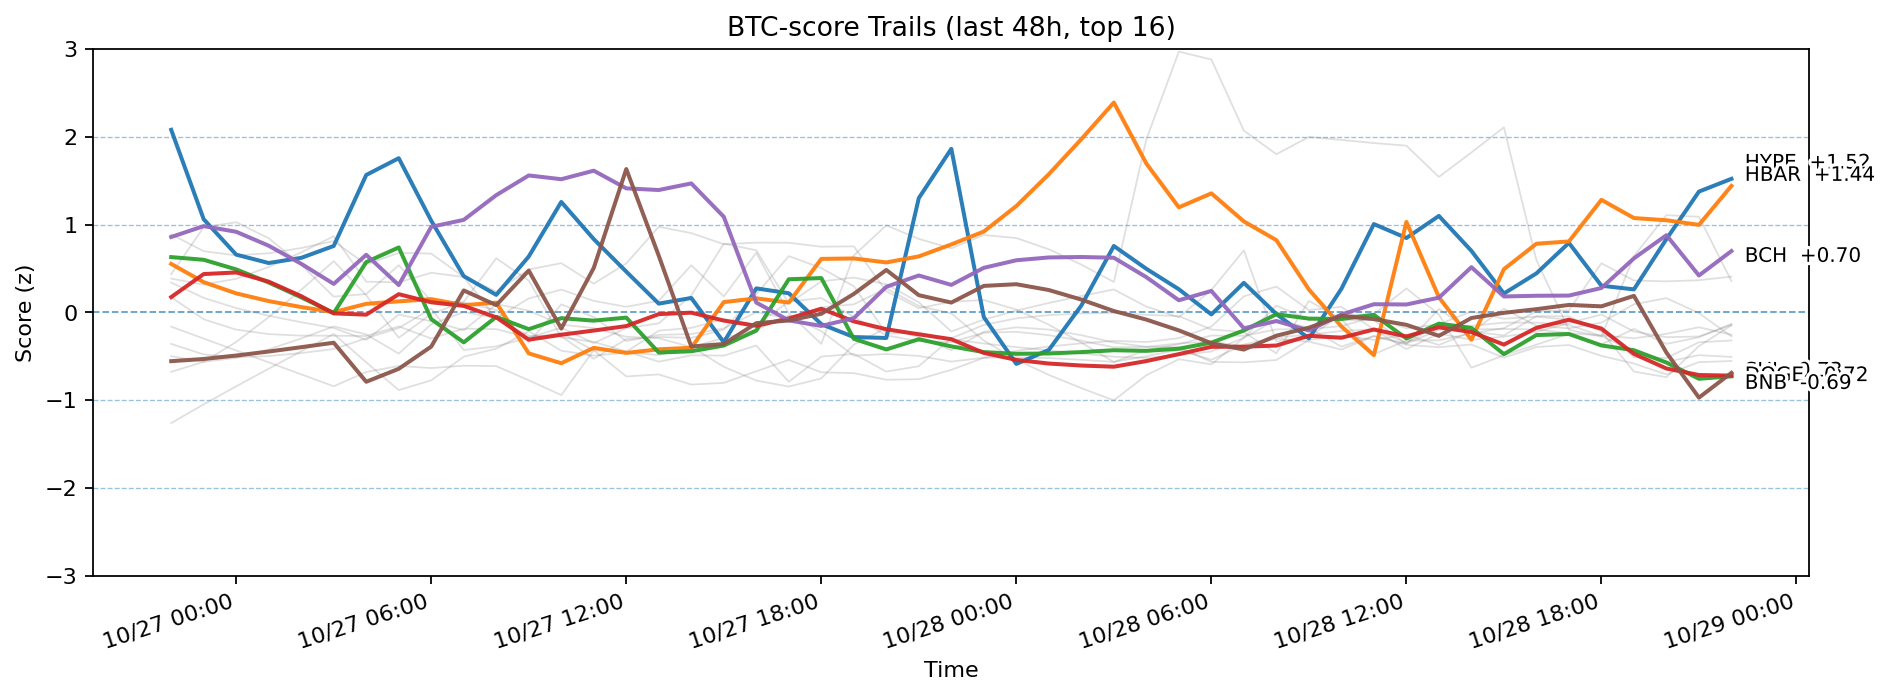 BTC-score Trails (last 48h, top 16)
Score (z)
3
2
1
0
−1
−2
−3
HYPE +1.52
HBAR +1.44
BCH +0.70
BNB -0.69
10/27 00:00
10/27 06:00
10/27 12:00
10/27 18:00
10/28 00:00
10/28 06:00
10/28 12:00
10/28 18:00
10/29 00:00
Time